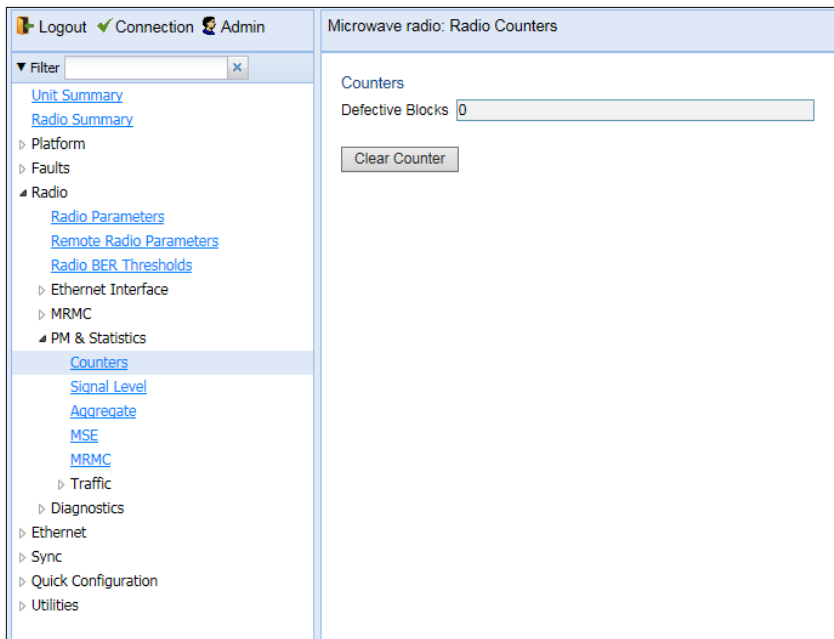 Logout Connection Admin
Microwave radio: Radio Counters
Filter
Unit Summary
Radio Summary
Platform
Faults
Radio
Radio Parameters
Remote Radio Parameters
Radio BER Thresholds
Ethernet Interface
MRMC
PM & Statistics
Counters
Signal Level
Aggregate
MSE
MRMC
Traffic
Diagnostics
Ethernet
Sync
Quick Configuration
Utilities
Counters
Defective Blocks 0
Clear Counter